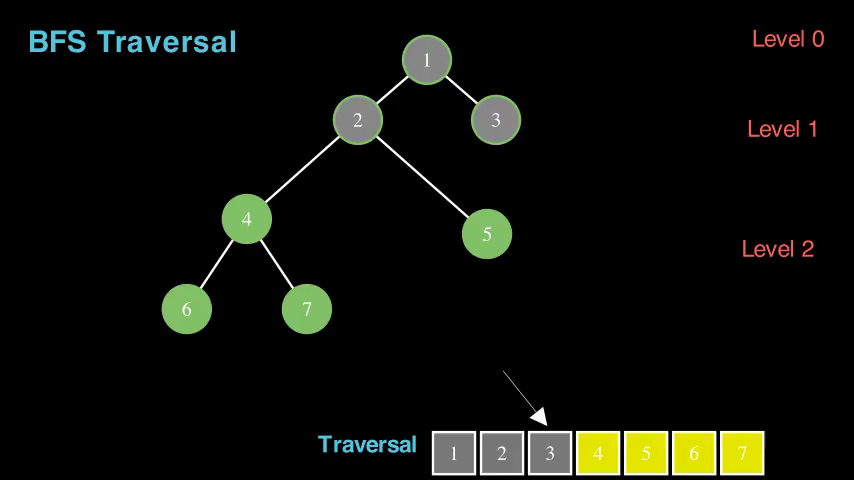 BFS Traversal
Level 0
1
2
3
Level 1
4
5
Level 2
6
7
Traversal 1 2 3 4 5 6 7